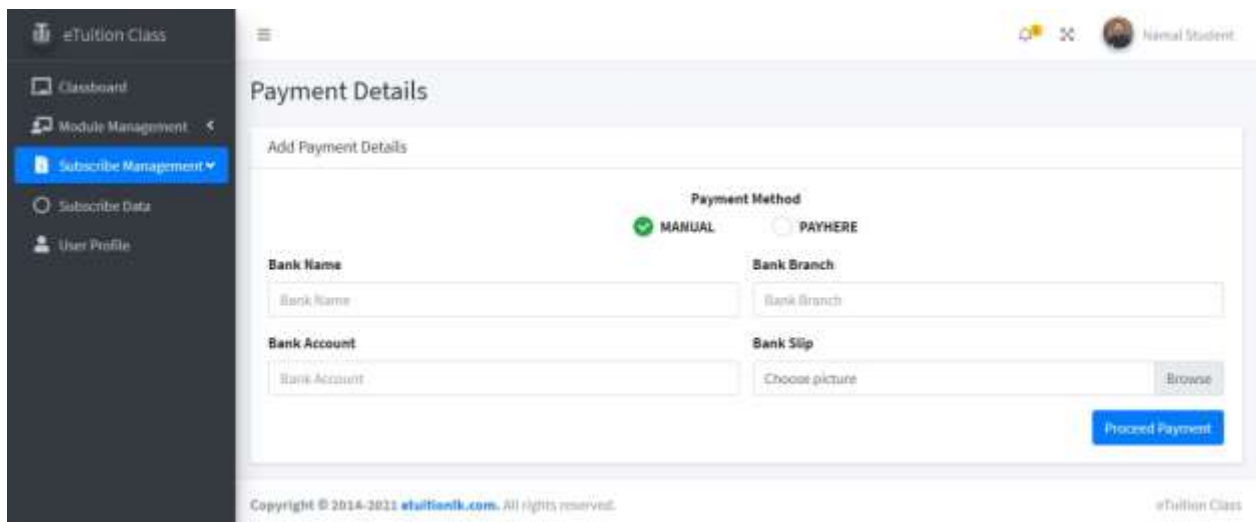 eTuition Class
Namal Student
Classboard
Module Management
Subscribe Management
Subscribe Data
User Profile
Payment Details
Add Payment Details
Payment Method
MANUAL PAYHERE
Bank Name Bank Branch
Bank Name Bank Branch
Bank Account Bank Slip
Bank Account Choose picture Browse
Proceed Payment
Copyright © 2014-2021 etuitionlk.com. All rights reserved. eTuition Class